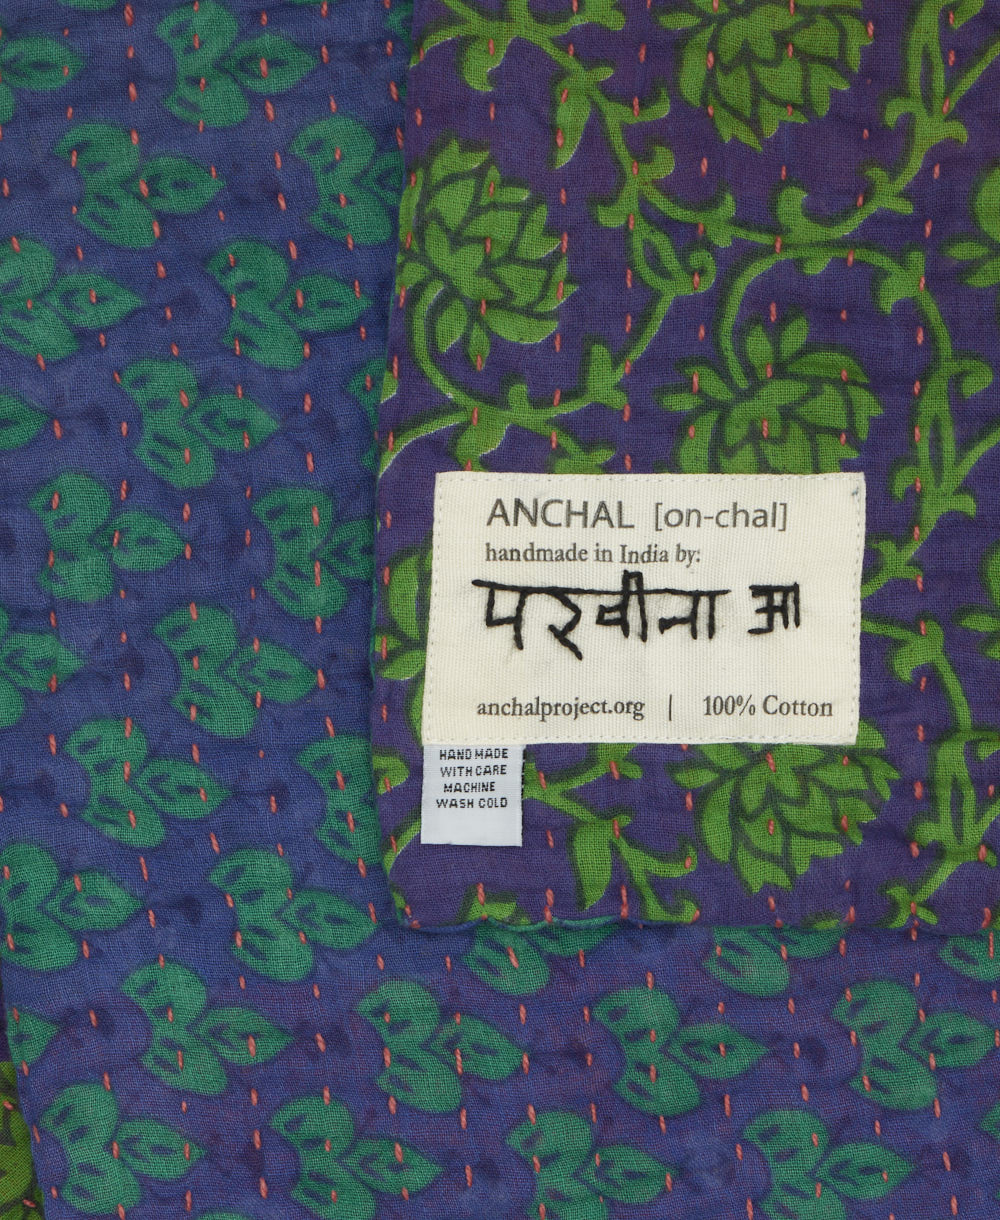 ANCHAL [on-chal]
handmade in India by:
परवीना आ
anchalproject.org | 100% Cotton
HAND MADE
WITH CARE
MACHINE
WASH COLD